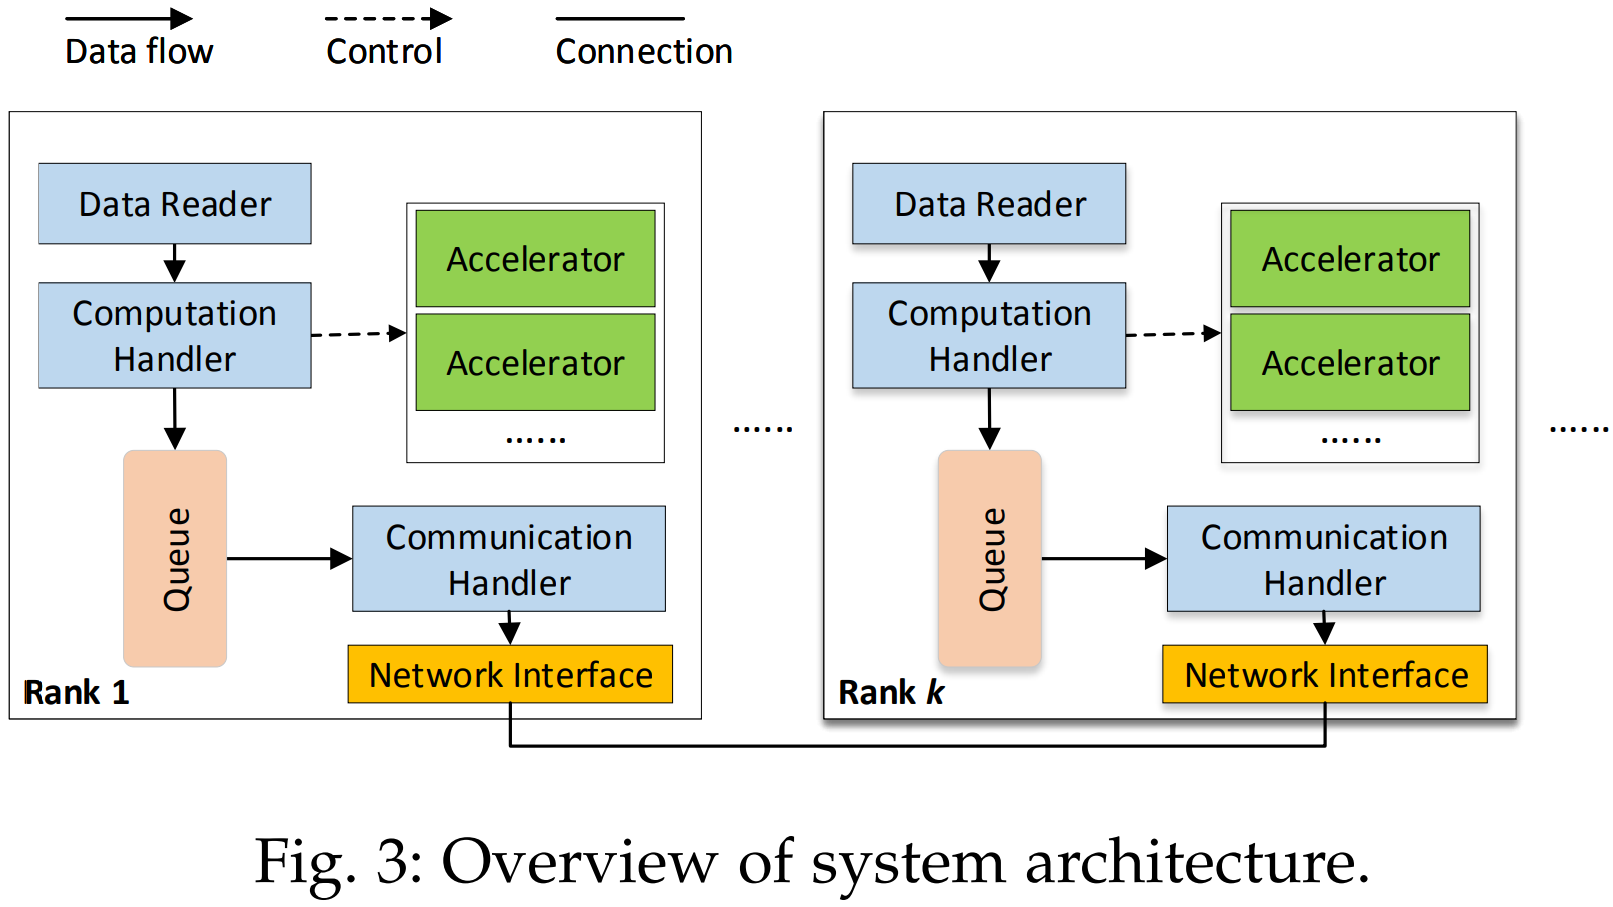 Data flow
Control
Connection
Data Reader
Computation
Handler
Accelerator
Accelerator
......
Queue
Communication
Handler
Network Interface
Rank 1
......
Data Reader
Computation
Handler
Accelerator
Accelerator
......
Queue
Communication
Handler
Network Interface
Rank k
......
Fig. 3: Overview of system architecture.